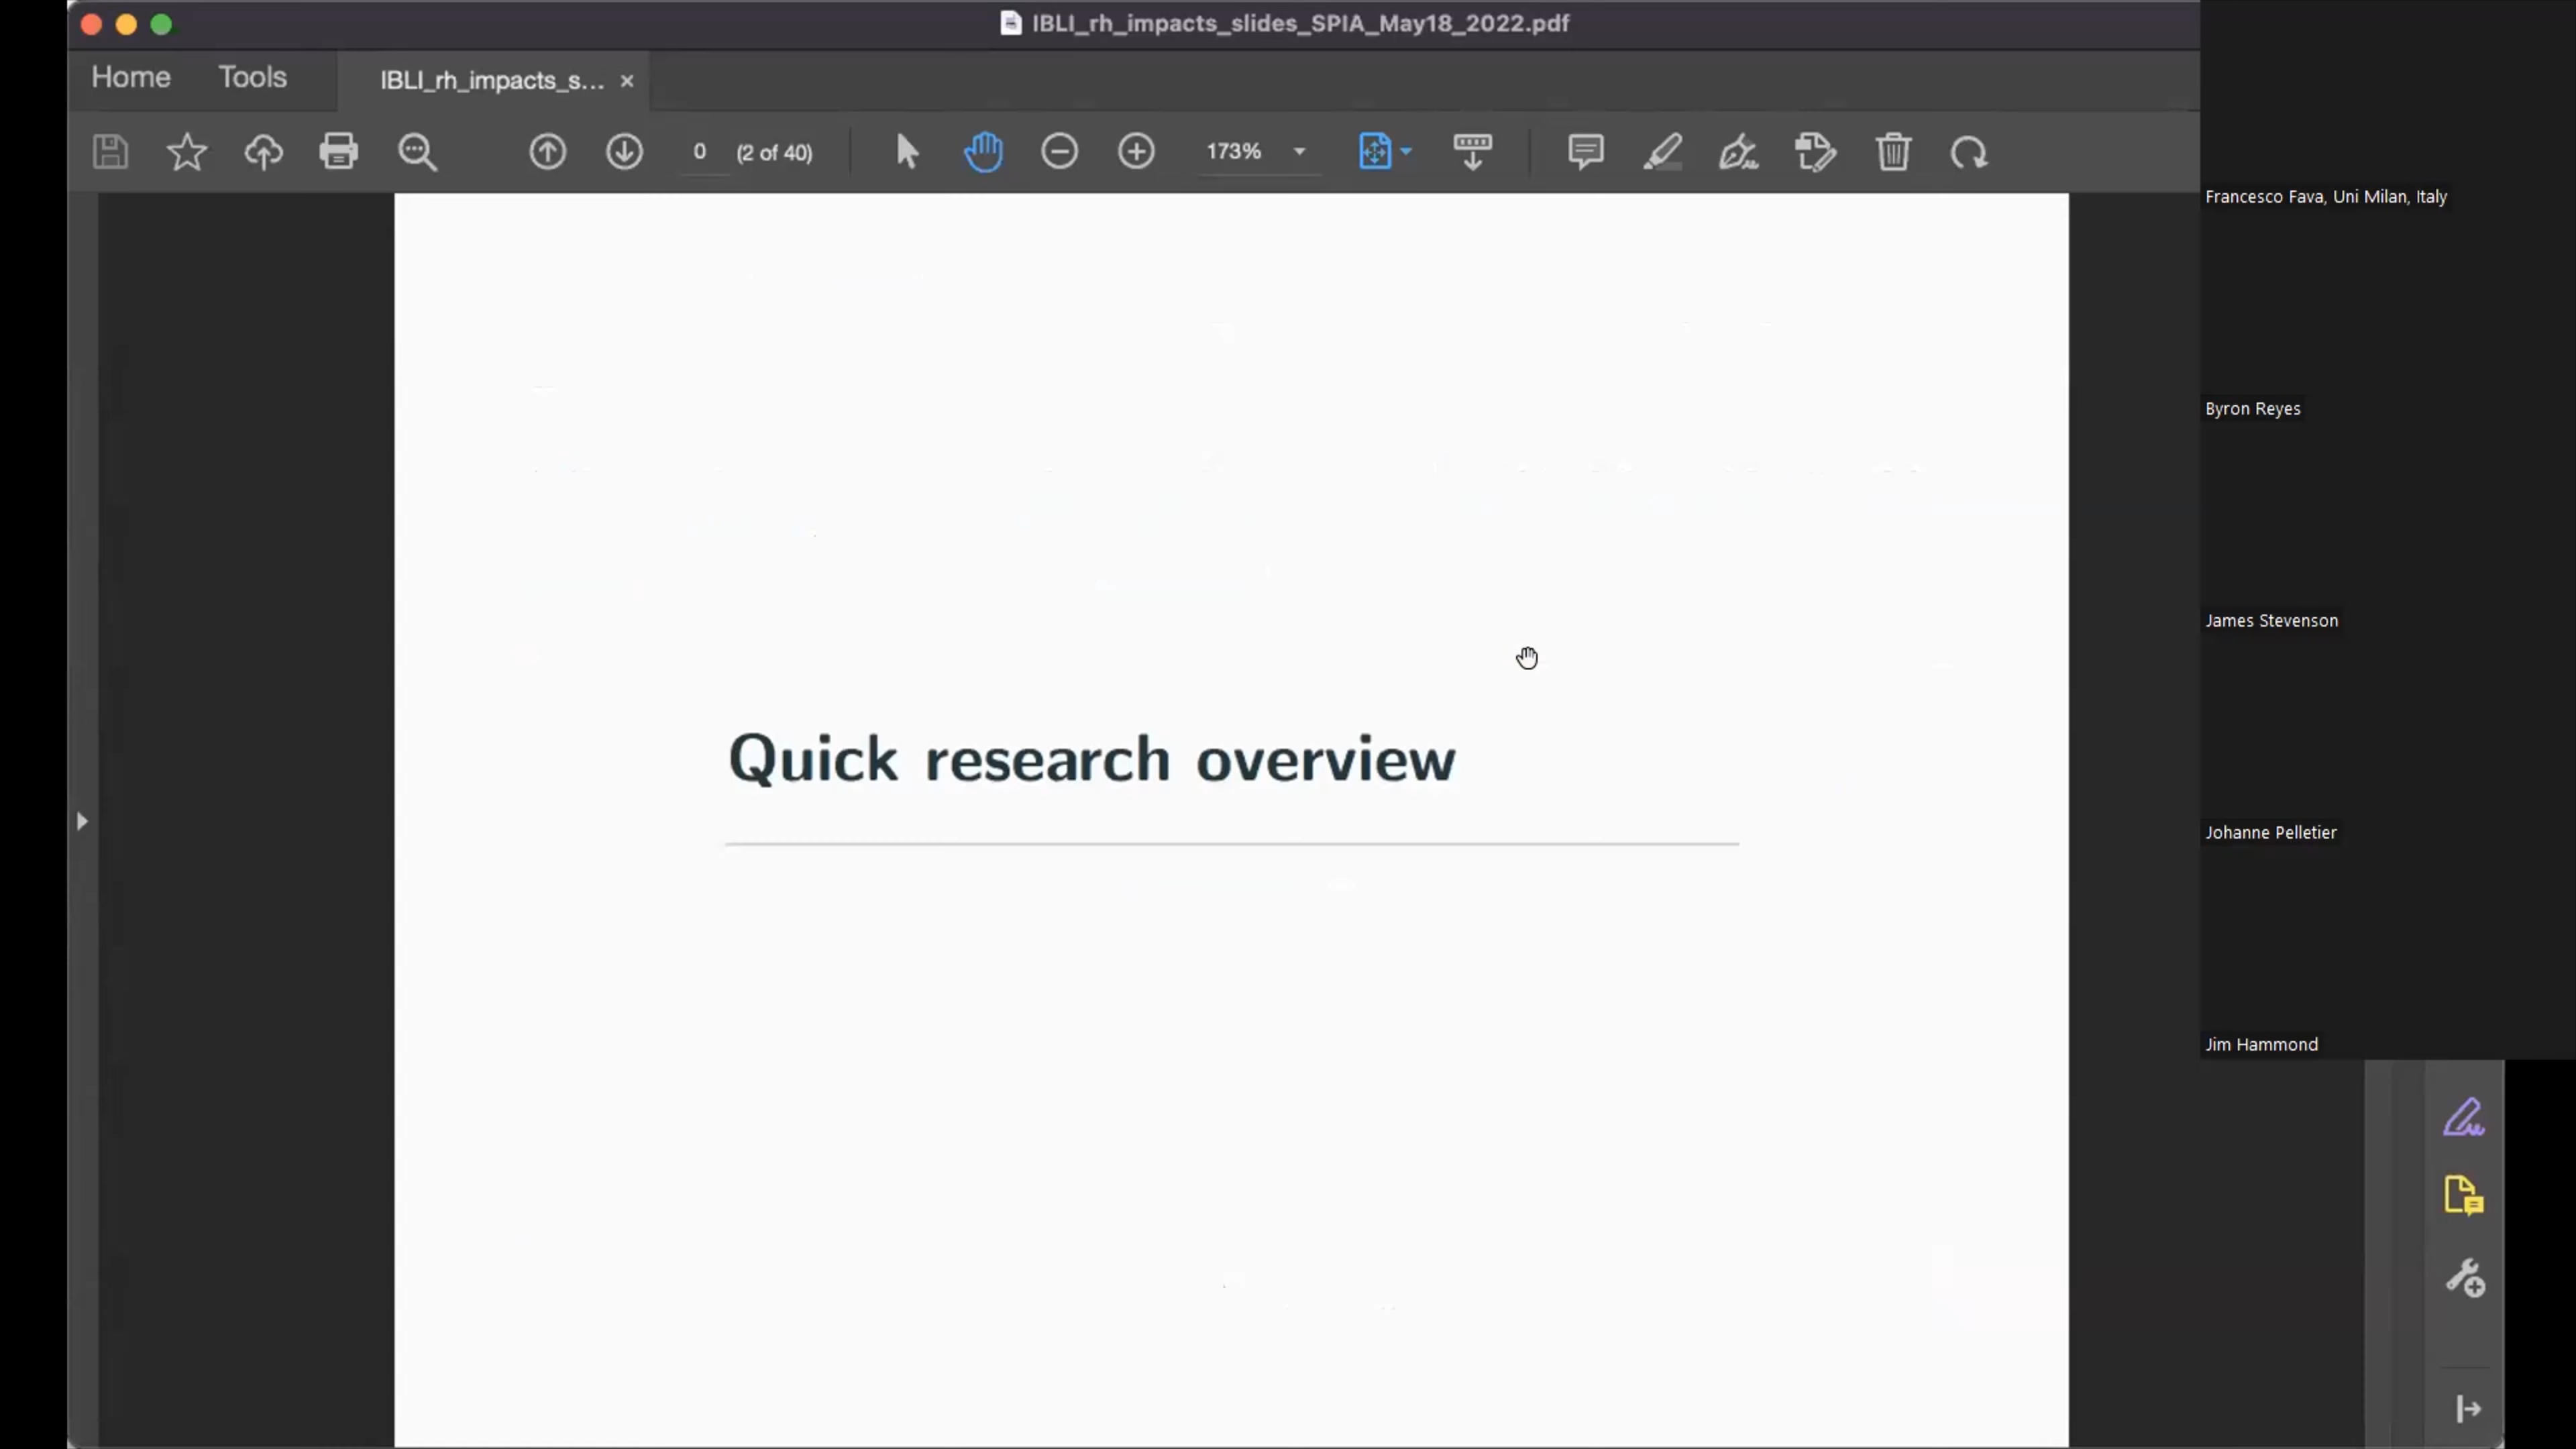 IBLI_rh_impacts_slides_SPIA_May18_2022.pdf
Home Tools IBLI_rh_impacts_s... ×
0 (2 of 40) 173%
Quick research overview
Francesco Fava, Uni Milan, Italy
Byron Reyes
James Stevenson
Johanne Pelletier
Jim Hammond